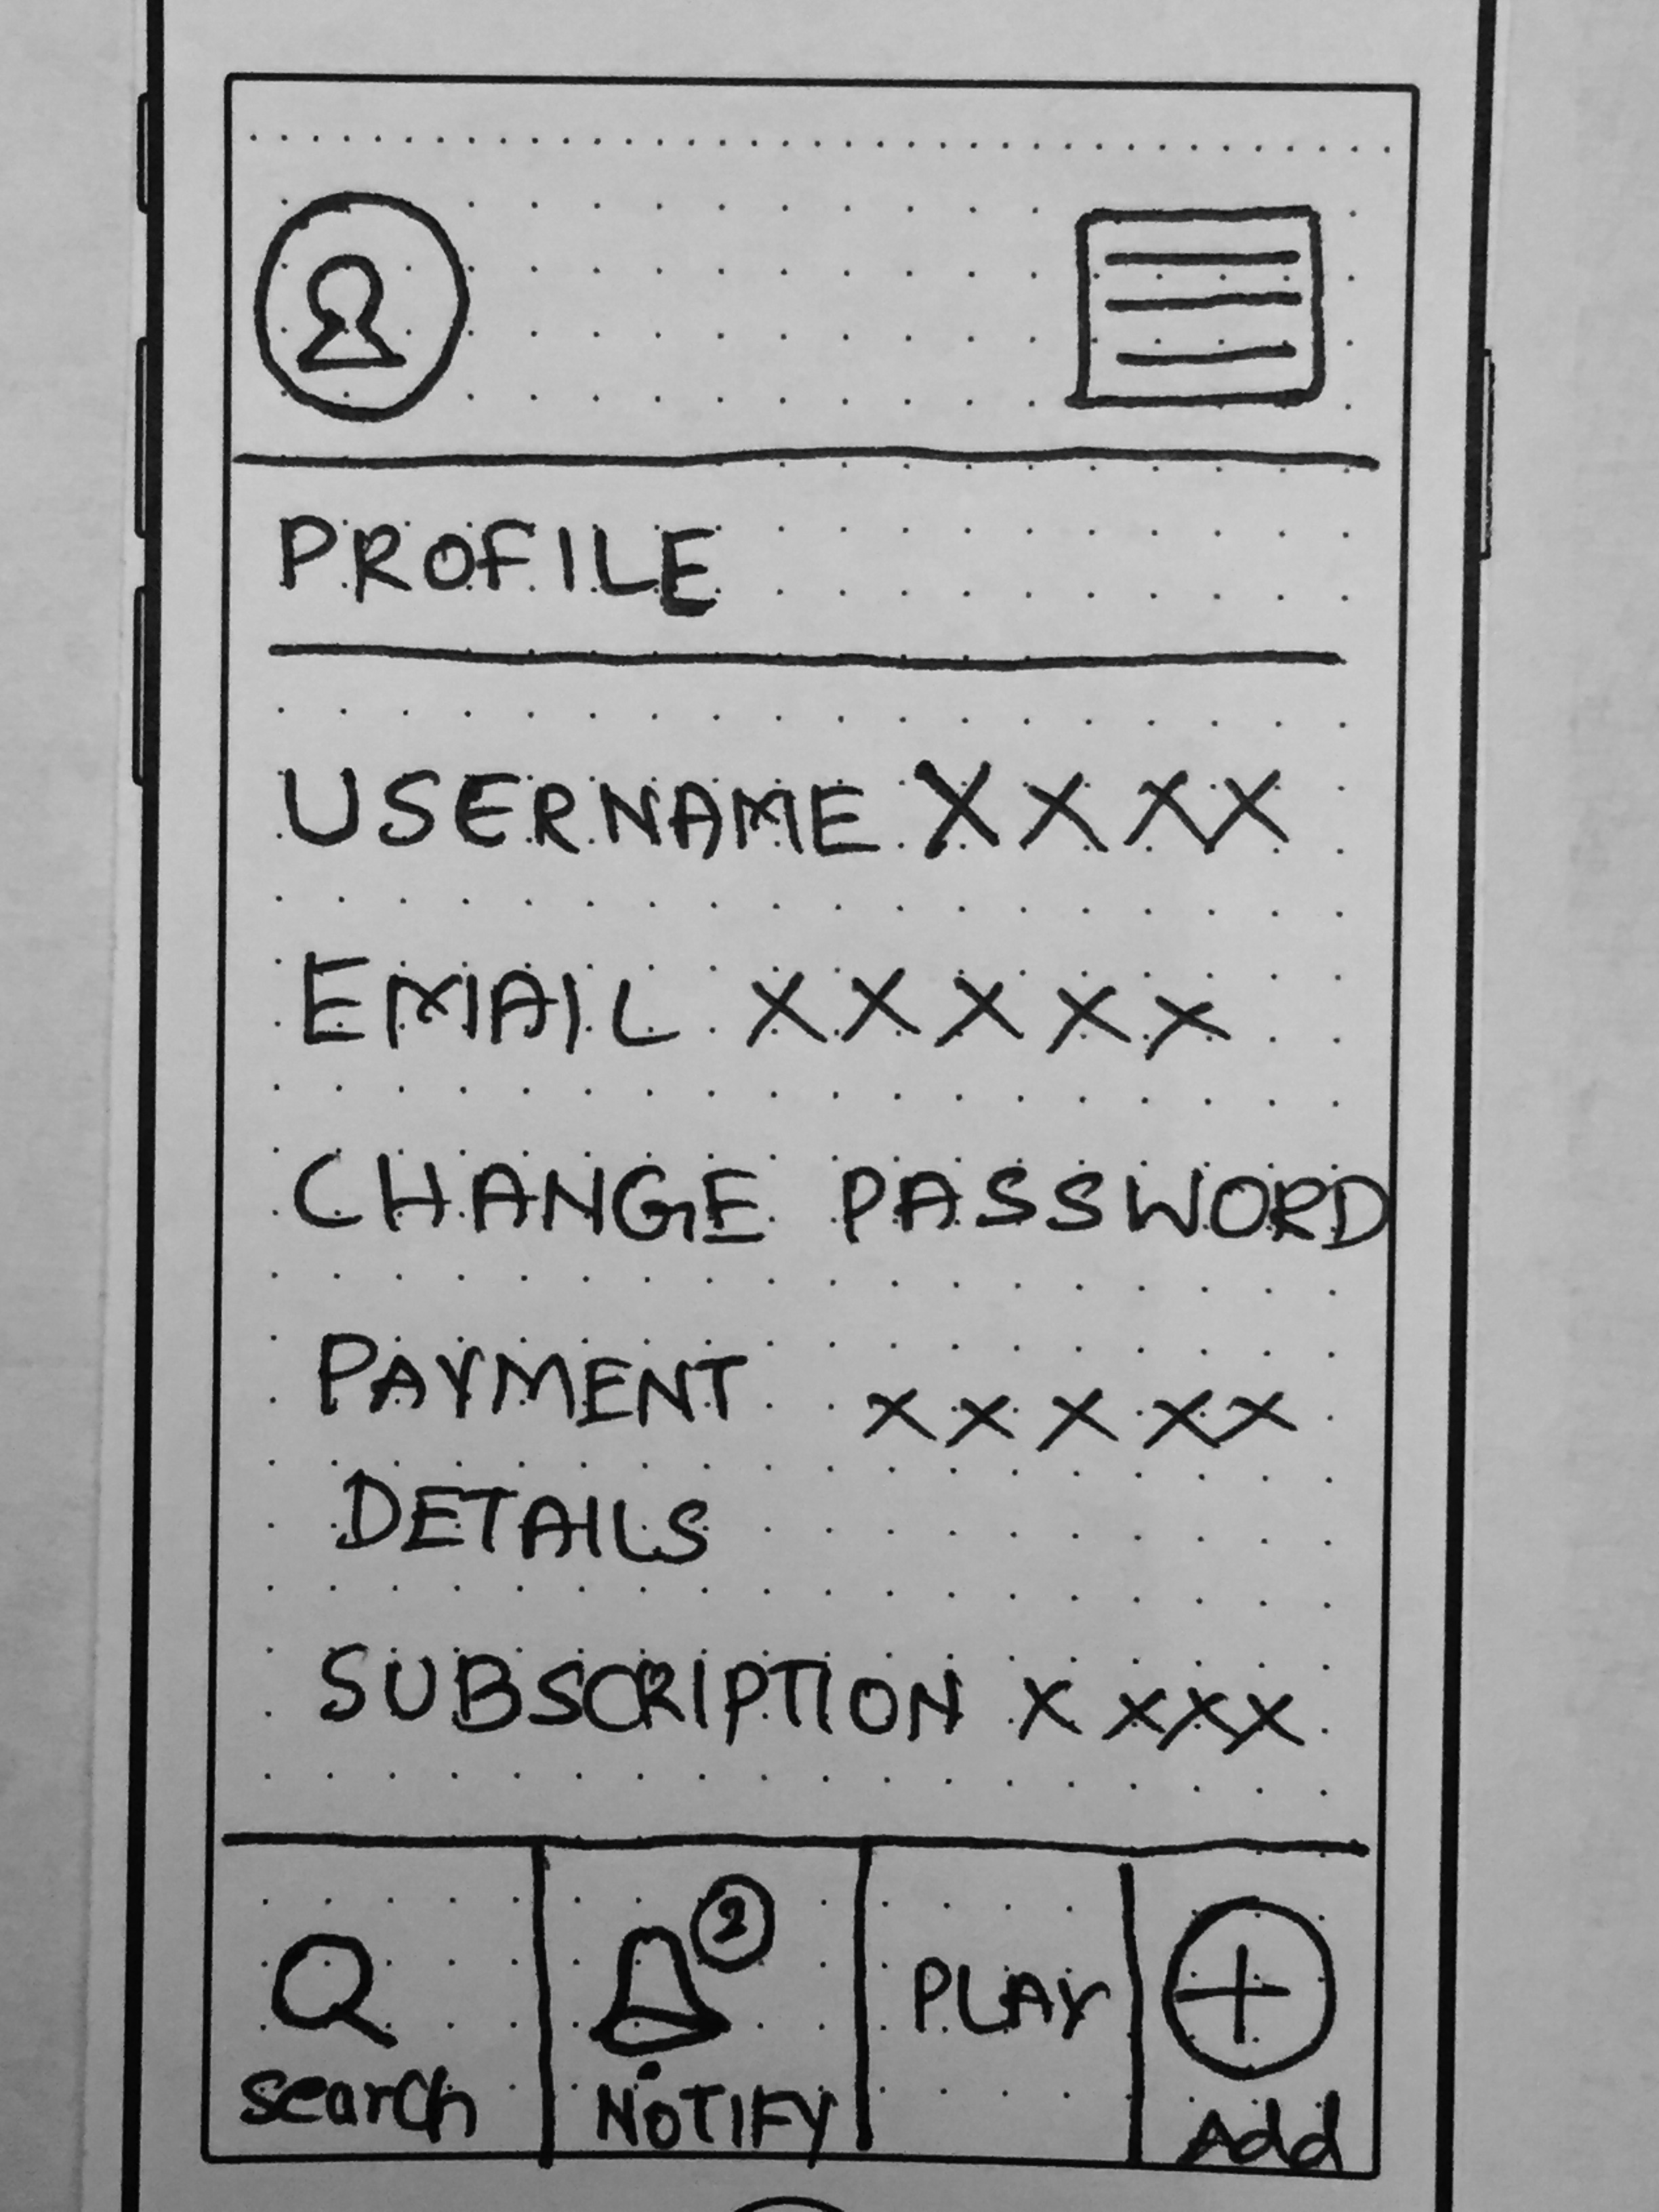 PROFILE
USERNAME XXXX
EMAIL XXXXX
CHANGE PASSWORD
PAYMENT XXXXX
DETAILS
SUBSCRIPTION XXXX
2
PLAY
search
NOTIFY
Add